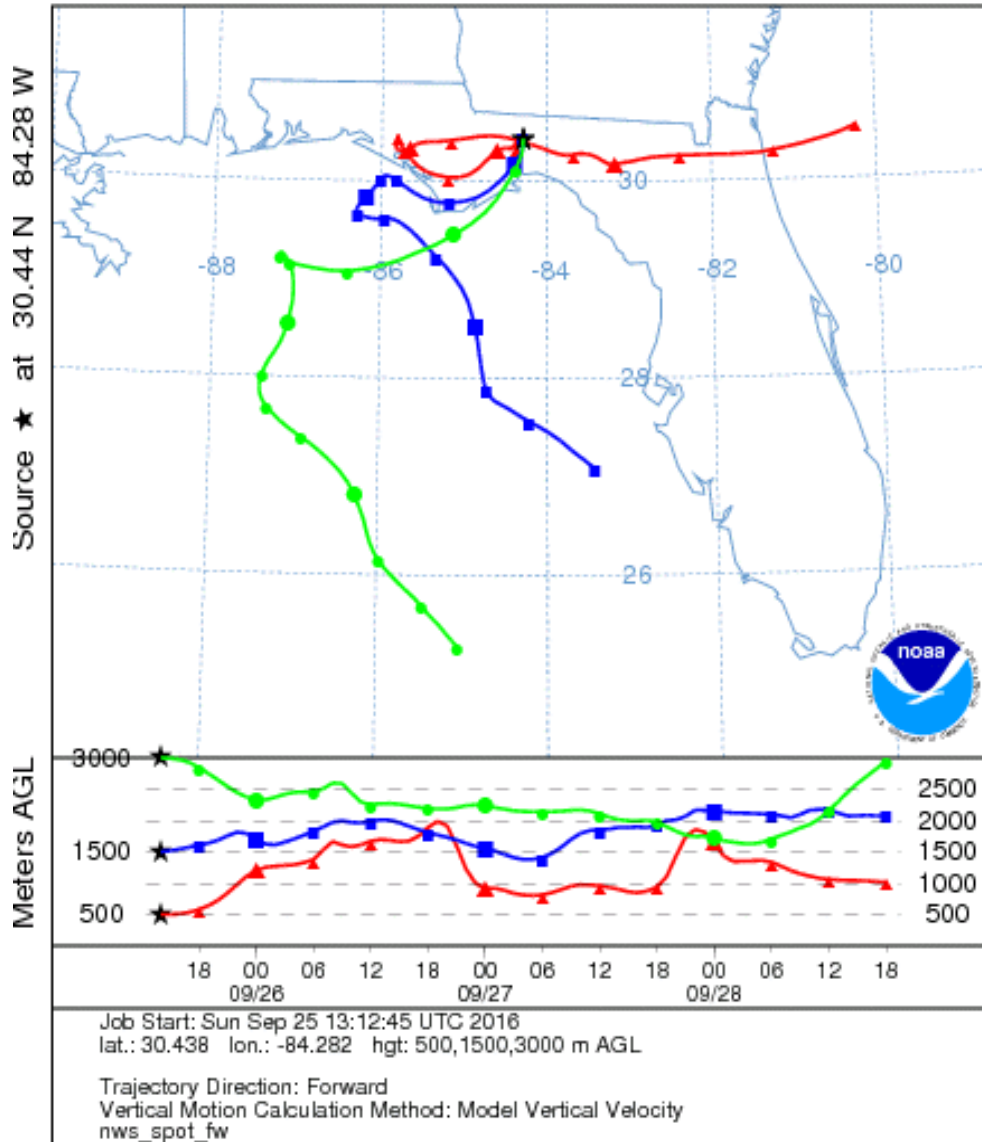 Source ★ at 30.44 N 84.28 W
30
-88
-86
-84
-82
-80
28
26
noaa
Meters AGL
3000
1500
500
2500
2000
1500
1000
500
18 00 06 12 18 00 06 12 18 00 06 12 18
09/26 09/27 09/28
Job Start: Sun Sep 25 13:12:45 UTC 2016
lat.: 30.438 lon.: -84.282 hgt: 500,1500,3000 m AGL
Trajectory Direction: Forward
Vertical Motion Calculation Method: Model Vertical Velocity
nws_spot_fw